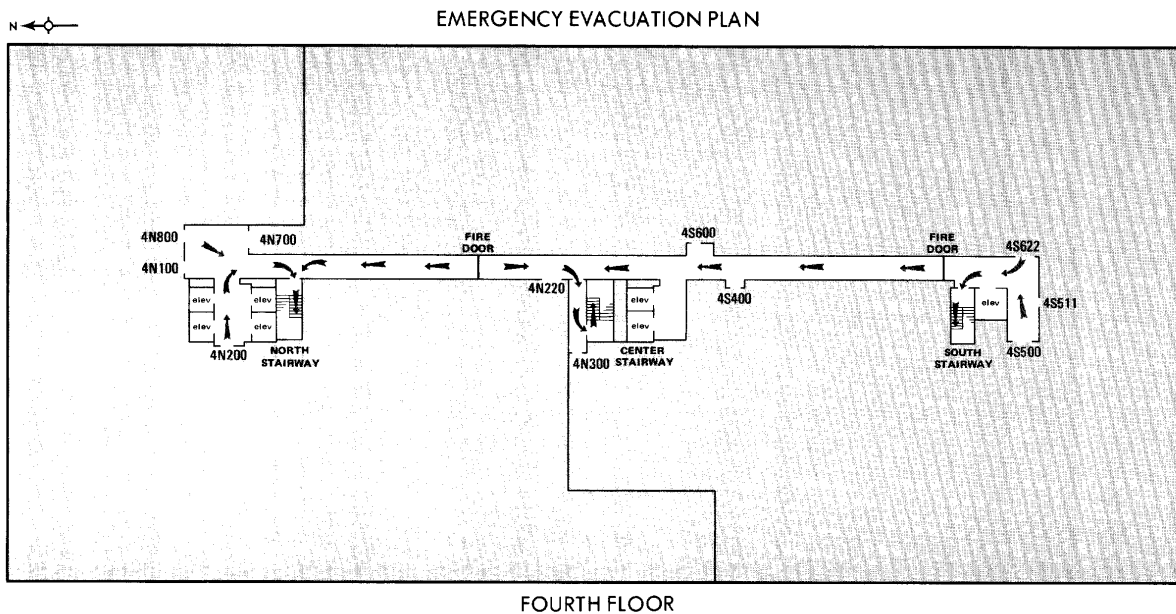 EMERGENCY EVACUATION PLAN
N
4N800
4N700
4N100
FIRE
DOOR
4S600
FIRE
DOOR
4S622
4N220
4S400
4S511
elev
elev
elev
elev
elev
elev
elev
4N200
NORTH
STAIRWAY
4N300
CENTER
STAIRWAY
SOUTH
STAIRWAY
4S500
FOURTH FLOOR